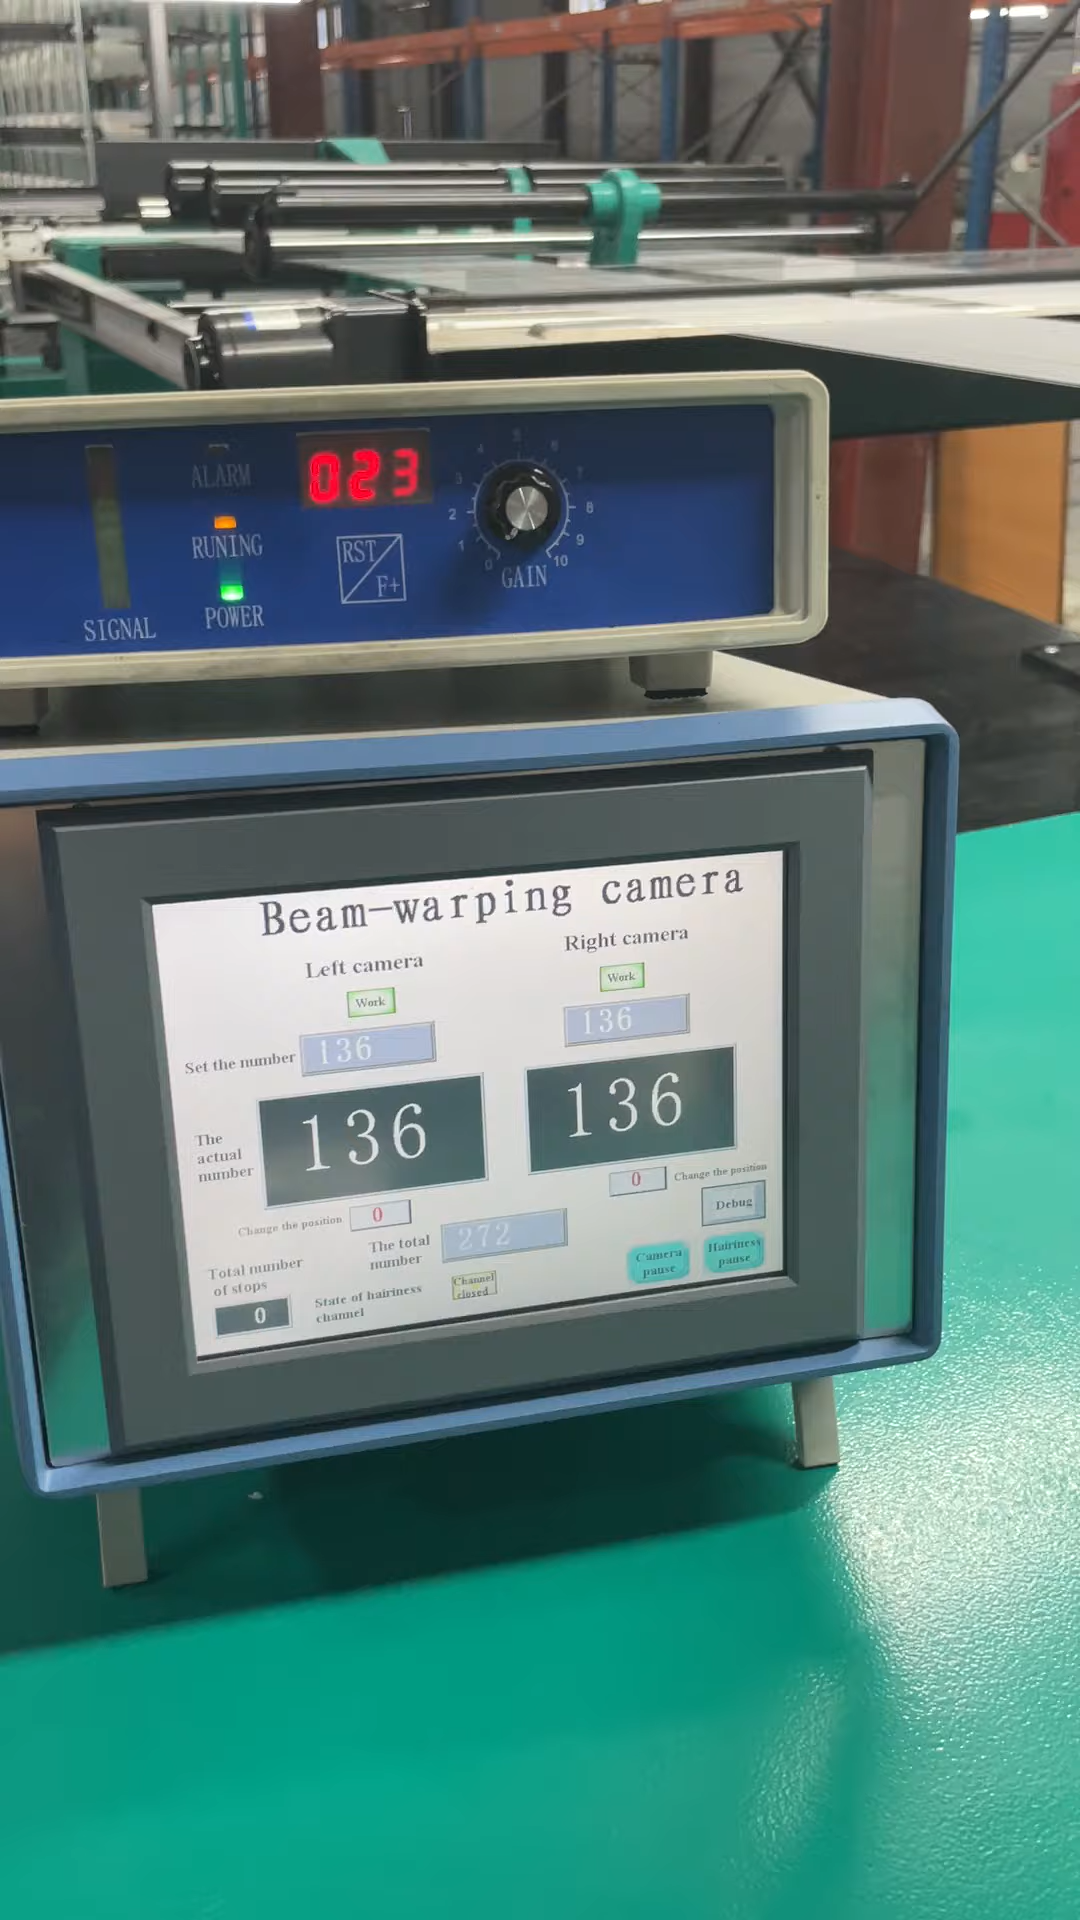 ALARM
023
RUNING
RST
F+
POWER
SIGNAL
0 1 2 3 4 5 6 7 8 9 10
GAIN
Beam-warping camera
Left camera
Right camera
Work
Work
Set the number
136
136
The
actual
number
136
136
Change the position
0
0
Change the position
Debug
The total
number
272
Camera
pause
Hairiness
pause
Total number
of stops
0
State of hairiness
channel
Channel
closed